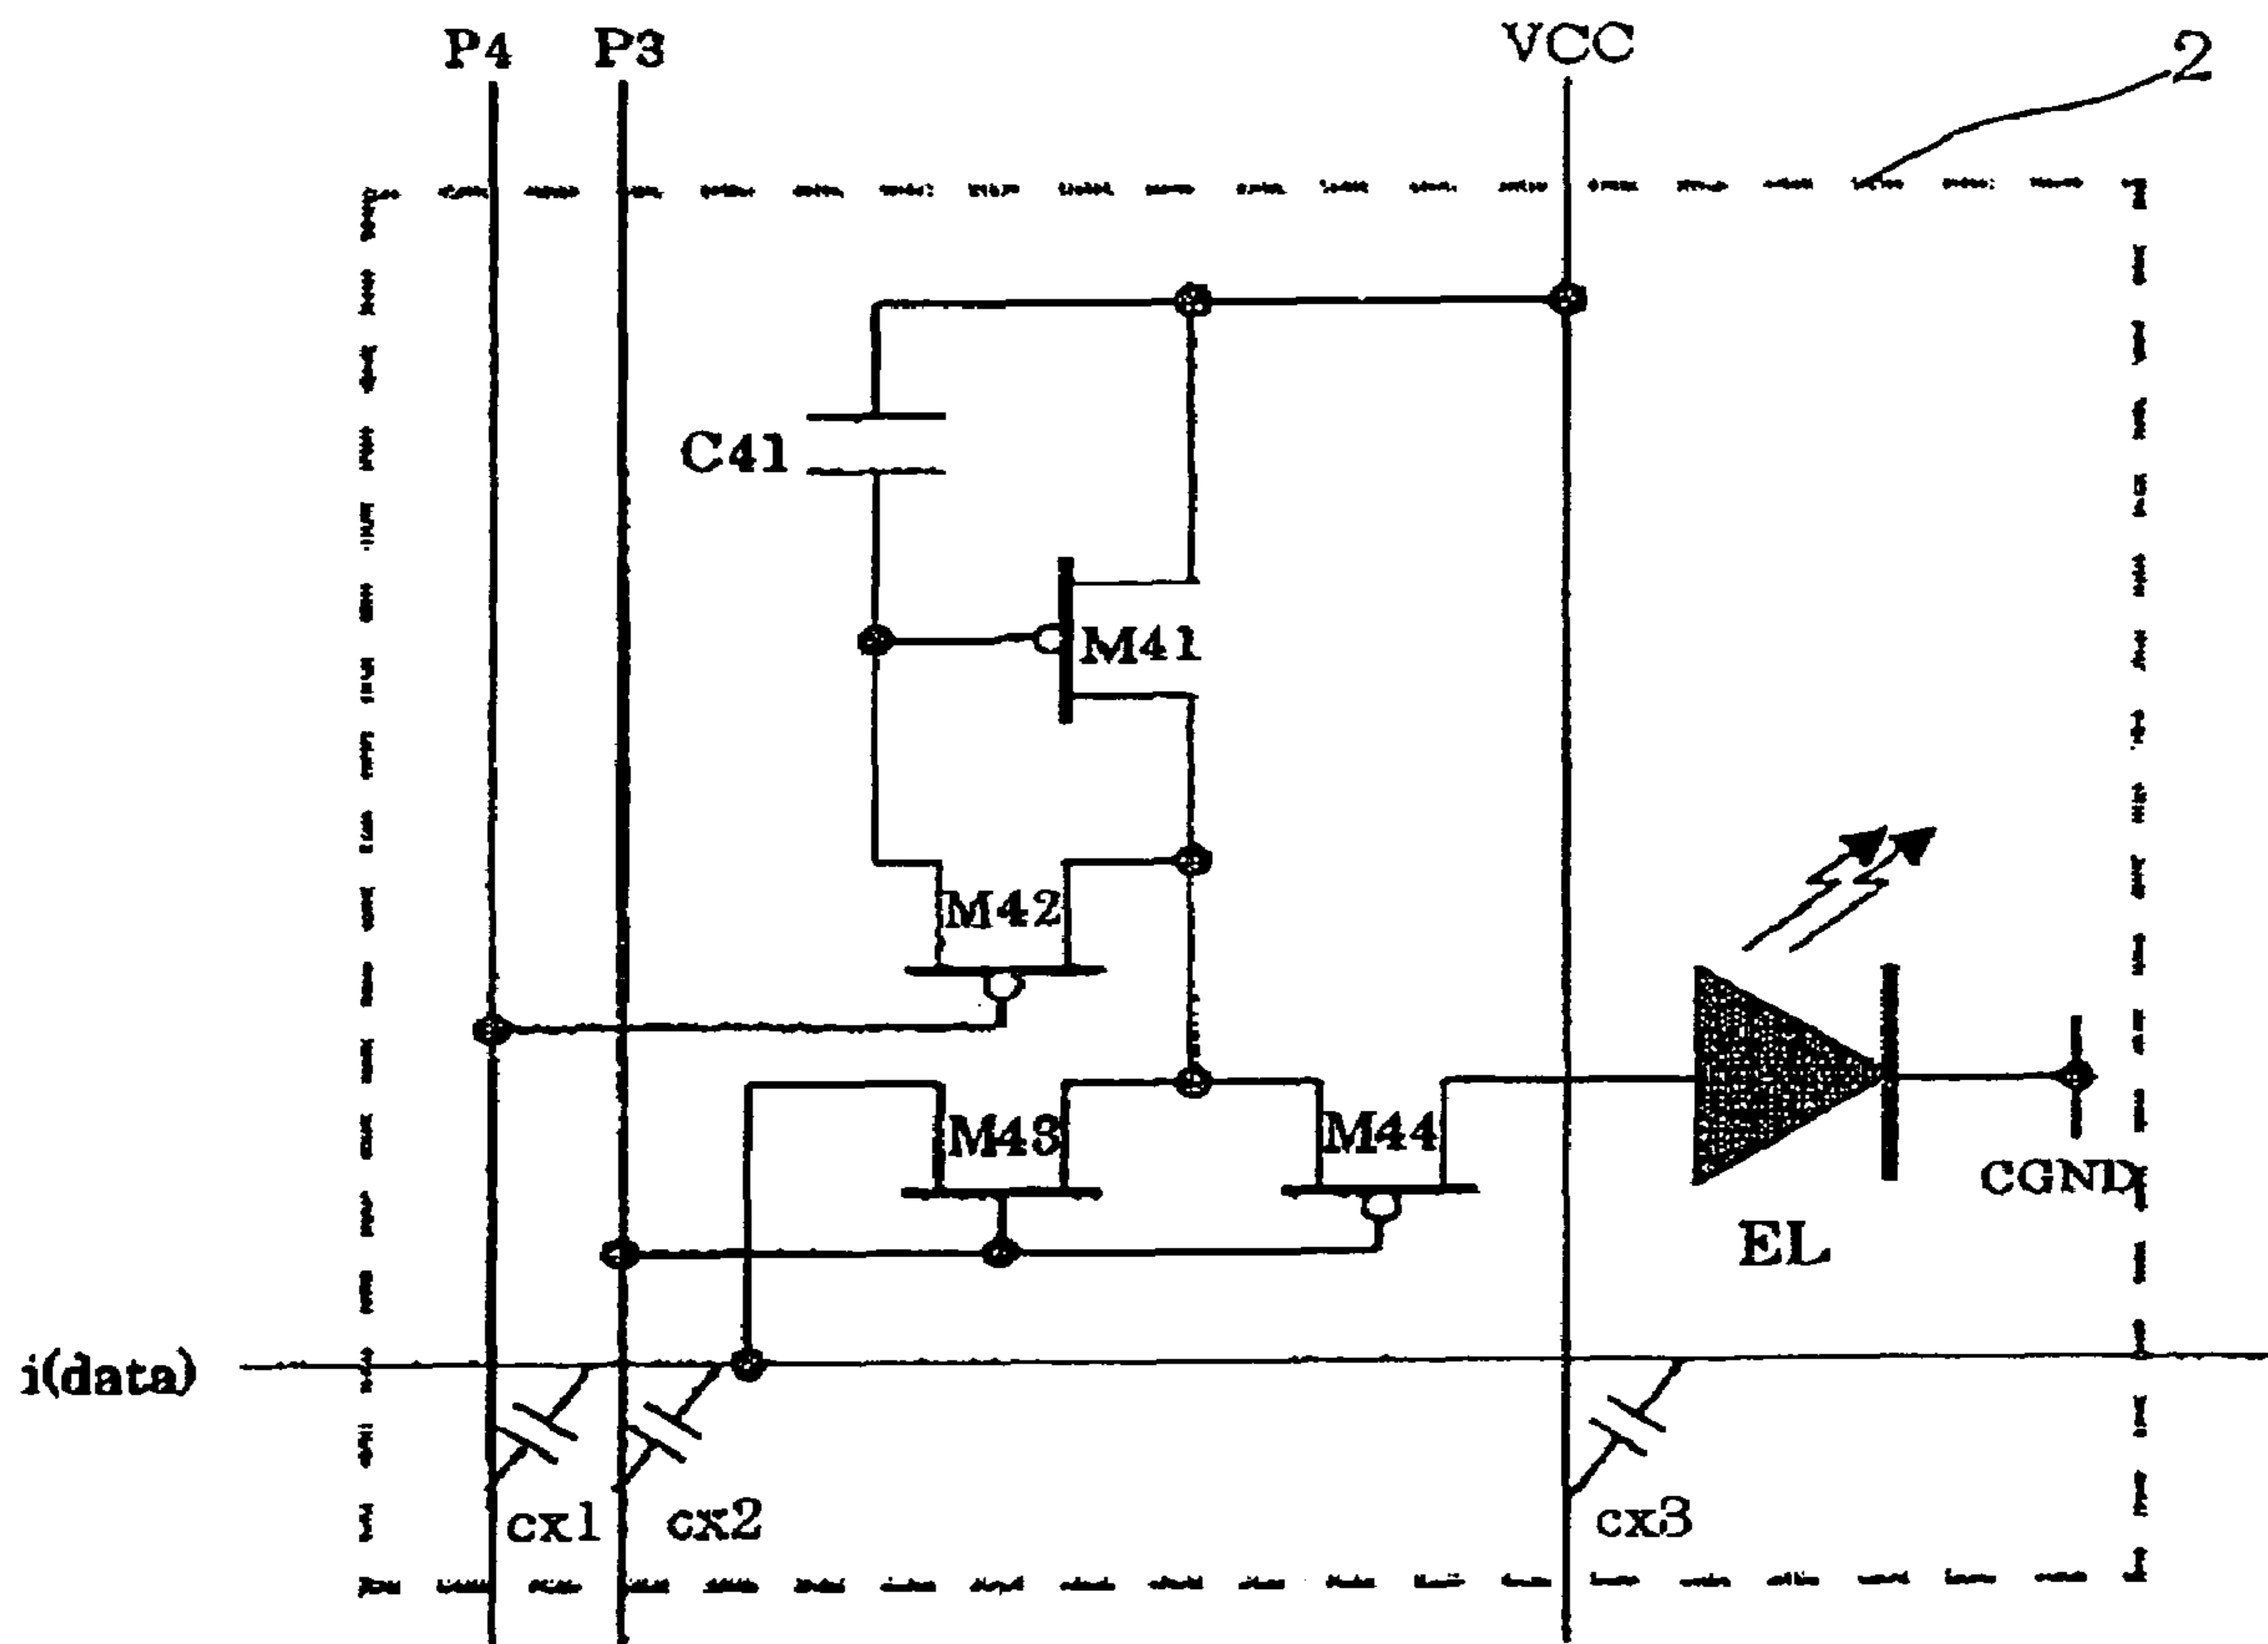 P4 P3 VCC 2
C41
M41
M42
M43 M44
CGND
EL
i(data)
cx1 cx2 cx3